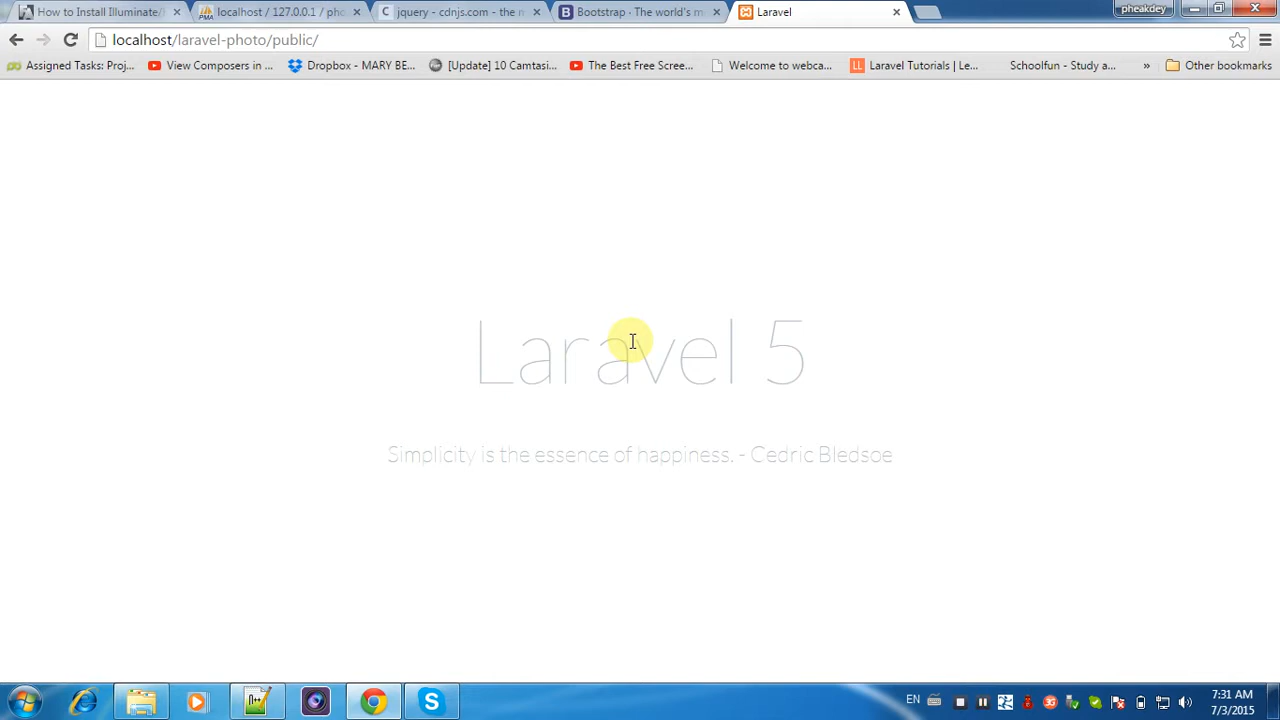 How to Install Illuminate/
localhost / 127.0.0.1 / pho
jquery - cdnjs.com - the m
Bootstrap · The world's m
Laravel
pheakdey
localhost/laravel-photo/public/
Assigned Tasks: Proj...
View Composers in ...
Dropbox - MARY BE...
[Update] 10 Camtasi...
The Best Free Scree...
Welcome to webca...
Laravel Tutorials | Le...
Schoolfun - Study a...
»
Other bookmarks
Laravel 5
Simplicity is the essence of happiness. - Cedric Bledsoe
EN
7:31 AM
7/3/2015